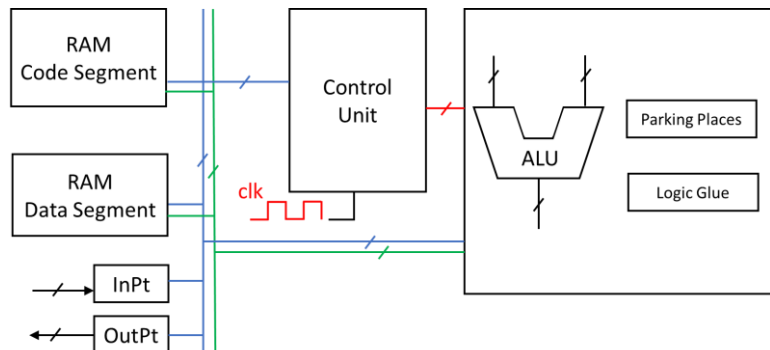 RAM
Code Segment
Control
Unit
Parking Places
ALU
Logic Glue
RAM
Data Segment
clk
InPt
OutPt